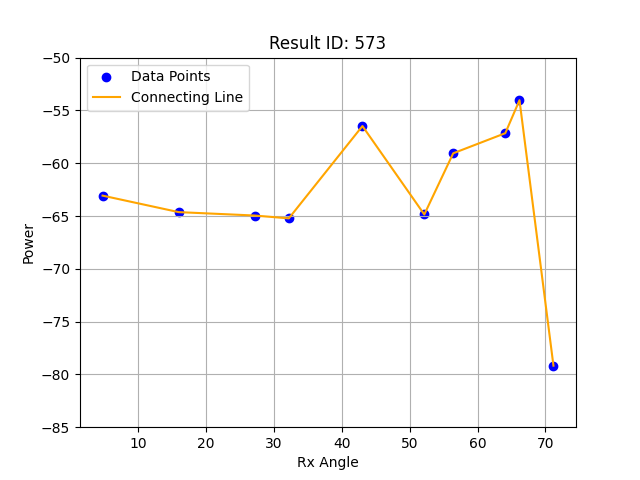 Result ID: 573
Data Points
Connecting Line
−50
−55
−60
−65
−70
−75
−80
−85
Power
10 20 30 40 50 60 70
Rx Angle